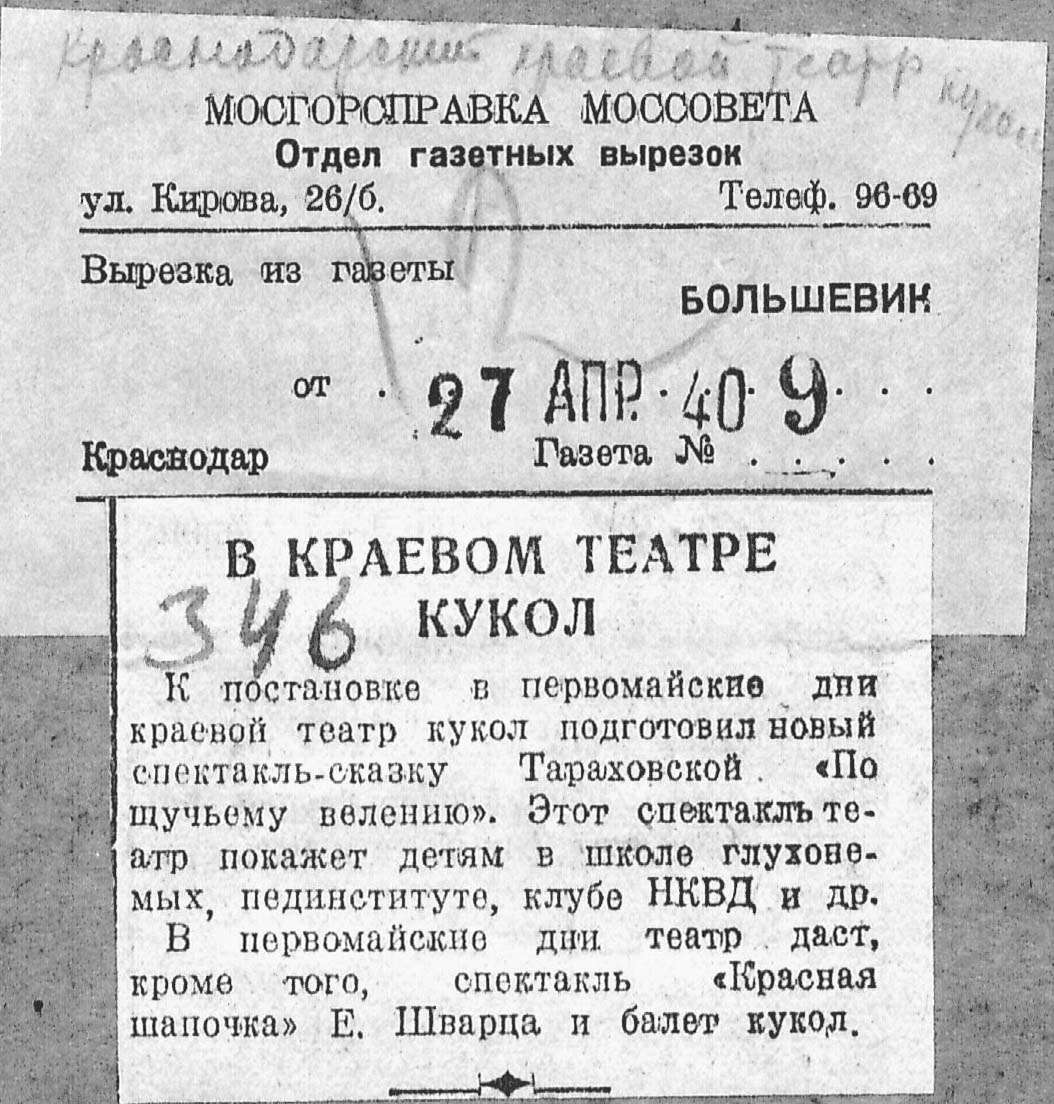 Краснодарский краевой театр
кукол
МОСГОРСПРАВКА МОССОВЕТА
Отдел газетных вырезок
ул. Кирова, 26/б. Телеф. 96-69
Вырезка из газеты
БОЛЬШЕВИК
от . 27 АПР. 40 9 . . .
Краснодар Газета № . . . . .
В КРАЕВОМ ТЕАТРЕ
КУКОЛ
346
К постановке в первомайские дни
краевой театр кукол подготовил новый
спектакль-сказку Тараховской «По
щучьему велению». Этот спектакль те-
атр покажет детям в школе глухоне-
мых, пединституте, клубе НКВД и др.
В первомайские дни театр даст,
кроме того, спектакль «Красная
шапочка» Е. Шварца и балет кукол.